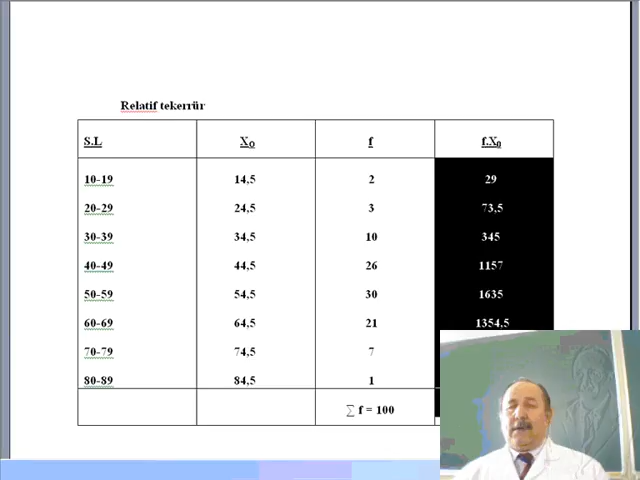 Relatif tekerrür
S.L X₀ f f.X₀
10-19 14,5 2 29
20-29 24,5 3 73,5
30-39 34,5 10 345
40-49 44,5 26 1157
50-59 54,5 30 1635
60-69 64,5 21 1354,5
70-79 74,5 7
80-89 84,5 1
∑ f = 100